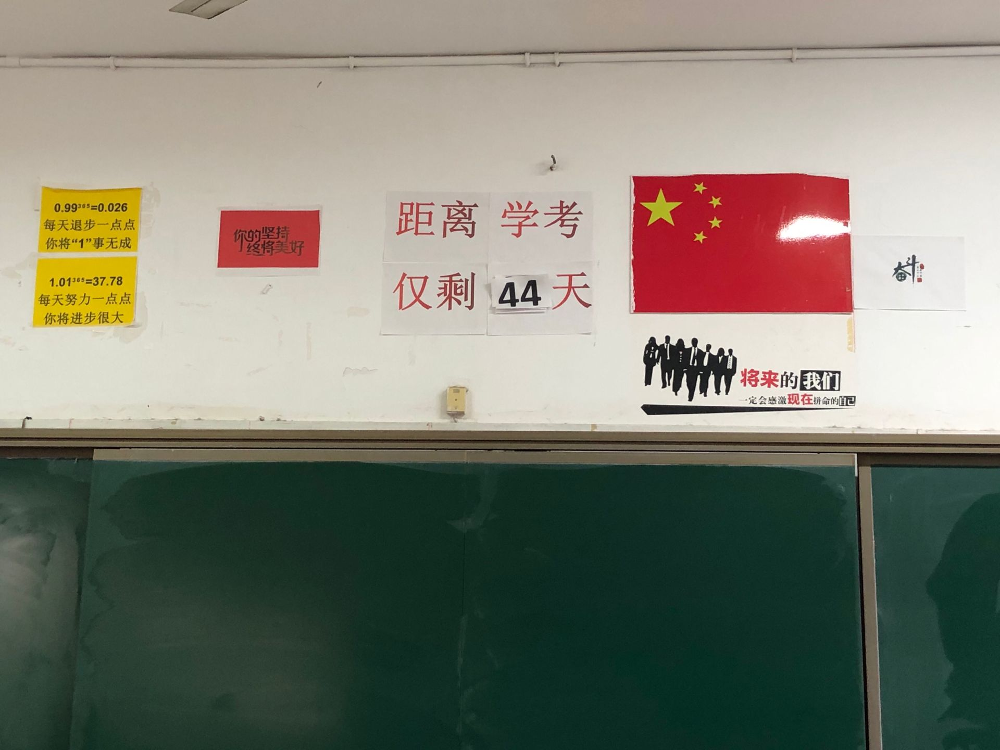 0.99³⁶⁵=0.026
每天退步一点点
你将“1”事无成
1.01³⁶⁵=37.78
每天努力一点点
你将进步很大
你的坚持
终将美好
距离学考
仅剩44天
奋斗
将来的我们
一定会感激现在拼命的自己